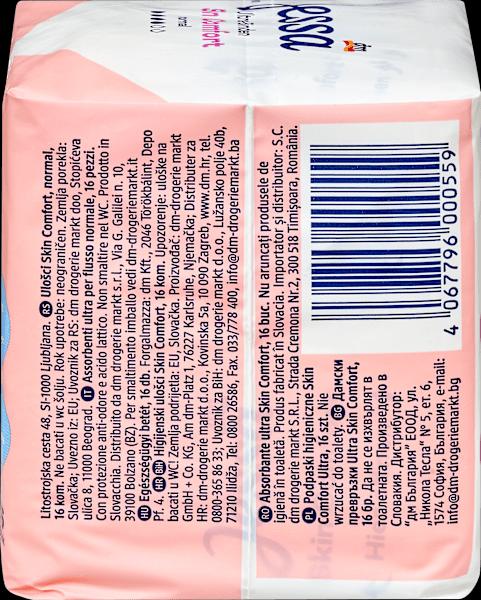 Jessa
dm
Skin Comfort
normal
Litostrojska cesta 48, SI-1000 Ljubljana. RS Ulošci Skin Comfort, normal,
16 kom. Ne bacati u wc šolju. Rok upotrebe: neograničen. Zemlja porekla:
Slovačka; Uvezno iz: EU; Uvoznik za RS: dm drogerie markt doo, Stopićeva
ulica 8, 11000 Beograd. IT Assorbenti ultra per flusso normale, 16 pezzi.
Con protezione anti-odore e acido lattico. Non smaltire nel WC. Prodotto in
Slovacchia. Distribuito da dm drogerie markt s.r.l., Via G. Galilei n. 10,
39100 Bolzano (BZ). Per smaltimento imballo vedi dm-drogeriemarkt.it
HU Egészségügyi betét, 16 db. Forgalmazza: dm Kft., 2046 Törökbálint, Depo
Pf. 4. HR BIH Higijenski ulošci Skin Comfort, 16 kom. Upozorenje: uloške na
bacati u WC! Zemlja podrijetla: EU, Slovačka. Proizvođač: dm-drogerie markt
GmbH + Co. KG, Am dm-Platz 1, 76227 Karlsruhe, Njemačka; Distributer za
HR: dm-drogerie markt d.o.o., Kovinska 5a, 10 090 Zagreb, www.dm.hr, tel.
0800-365 86 33; Uvoznik za BiH: dm drogerie markt d.o.o., Lužansko polje 40b,
71210 Ilidža, Tel. 0800 26586, Fax. 033/778 400, info@dm-drogeriemarkt.ba
RO Absorbante ultra Skin Comfort, 16 buc. Nu aruncați produsele de
igienă în toaletă. Produs fabricat în Slovacia. Importator și distribuitor: S.C.
dm drogerie markt S.R.L., Strada Cremona Nr.2, 300 518 Timișoara, România.
PL Podpaski higieniczne Skin
Comfort Ultra, 16 szt. Nie
wrzucać do toalety. BG Дамски
превръзки Ultra Skin Comfort,
16 бр. Да не се изхвърлят в
тоалетната. Произведено в
Словакия. Дистрибутор:
"дм България" ЕООД, ул.
„Никола Тесла" № 5, ет. 6,
1574 София, България, e-mail:
info@dm-drogeriemarkt.bg
4 067796 000559